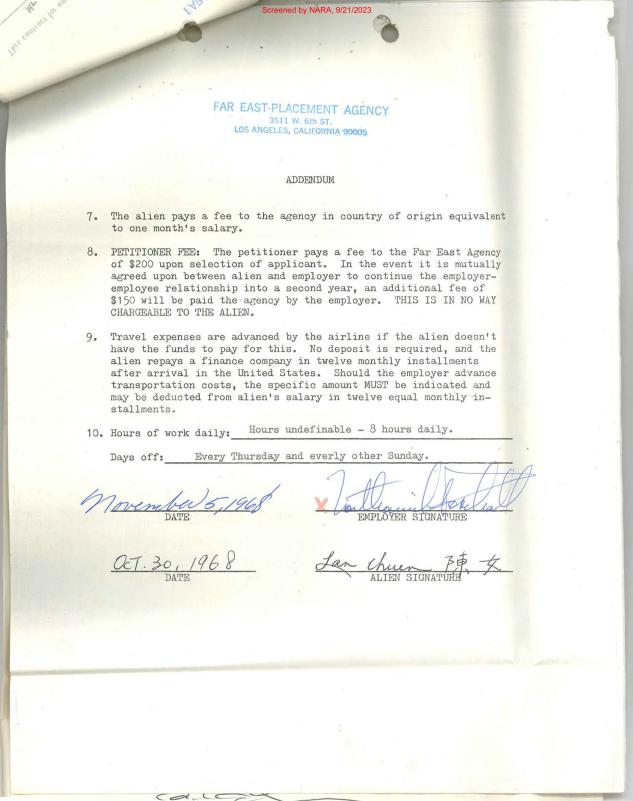 Screened by NARA, 9/21/2023
FAR EAST-PLACEMENT AGENCY
3511 W. 6th ST.
LOS ANGELES, CALIFORNIA 90005
ADDENDUM
7. The alien pays a fee to the agency in country of origin equivalent
to one month's salary.
8. PETITIONER FEE: The petitioner pays a fee to the Far East Agency
of $200 upon selection of applicant. In the event it is mutually
agreed upon between alien and employer to continue the employer-
employee relationship into a second year, an additional fee of
$150 will be paid the agency by the employer. THIS IS IN NO WAY
CHARGEABLE TO THE ALIEN.
9. Travel expenses are advanced by the airline if the alien doesn't
have the funds to pay for this. No deposit is required, and the
alien repays a finance company in twelve monthly installments
after arrival in the United States. Should the employer advance
transportation costs, the specific amount MUST be indicated and
may be deducted from alien's salary in twelve equal monthly in-
stallments.
10. Hours of work daily: Hours undefinable - 8 hours daily.
Days off: Every Thursday and everly other Sunday.
November 5, 1968 X
DATE EMPLOYER SIGNATURE
OCT. 30, 1968 Lan Chuen 陳 女
DATE ALIEN SIGNATURE